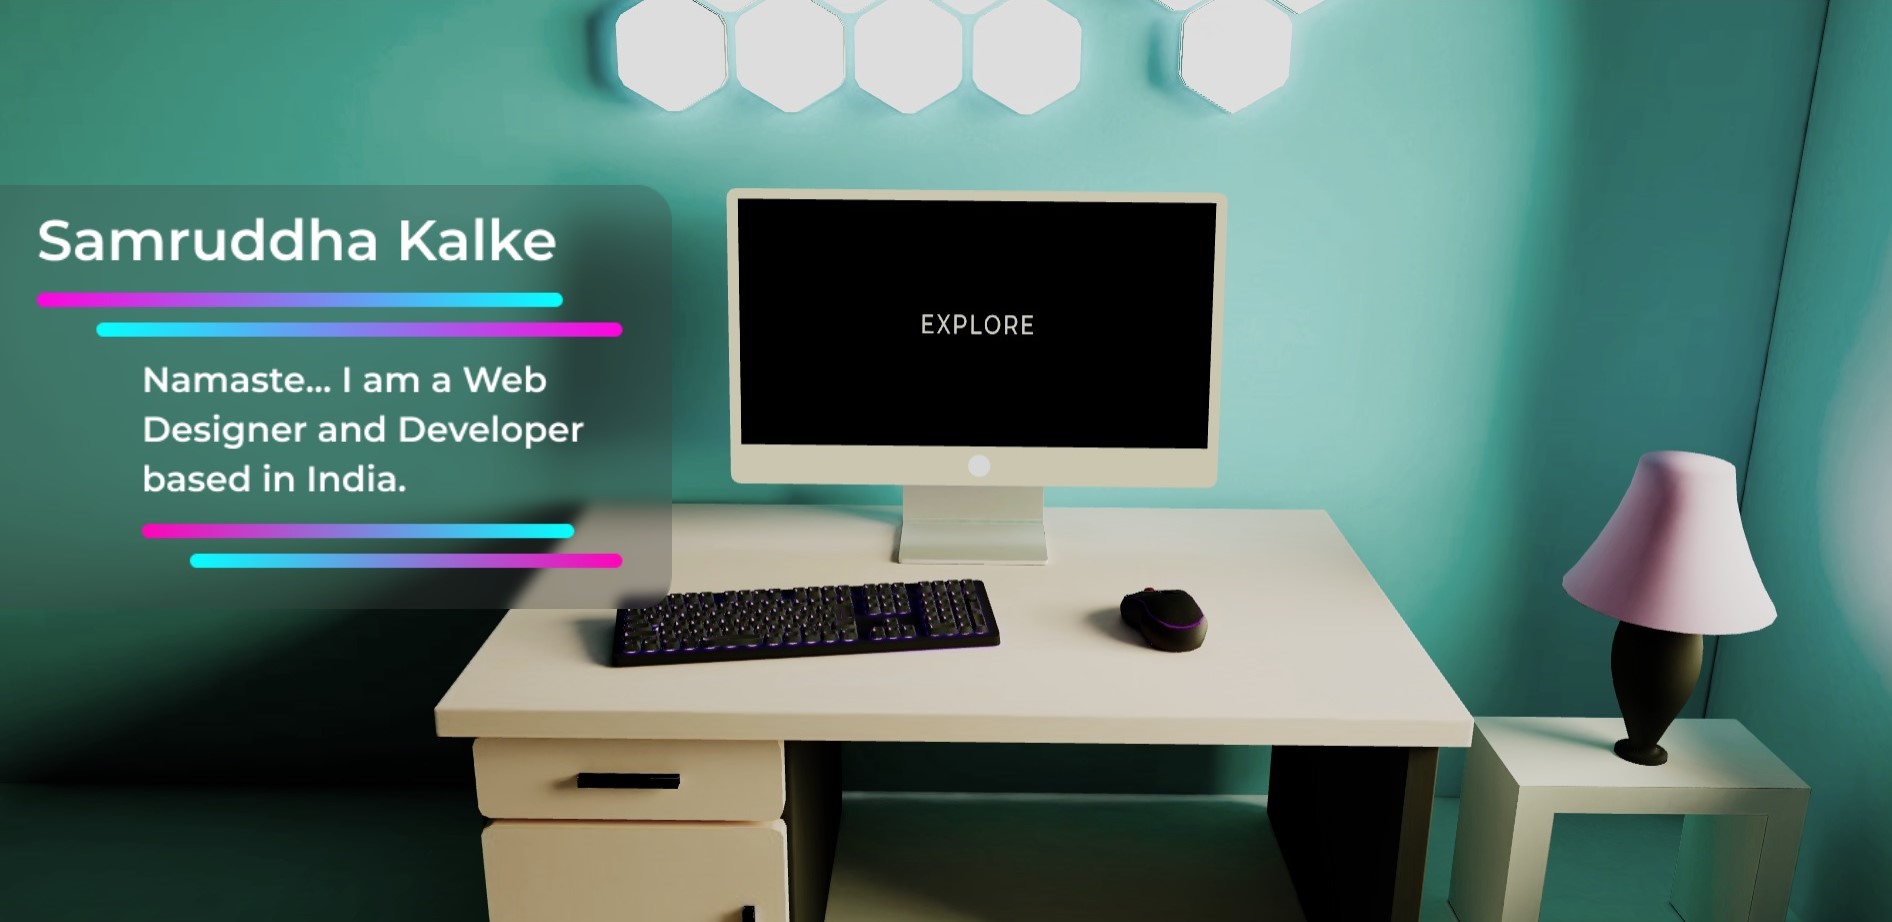 Samruddha Kalke
Namaste... I am a Web
Designer and Developer
based in India.
EXPLORE